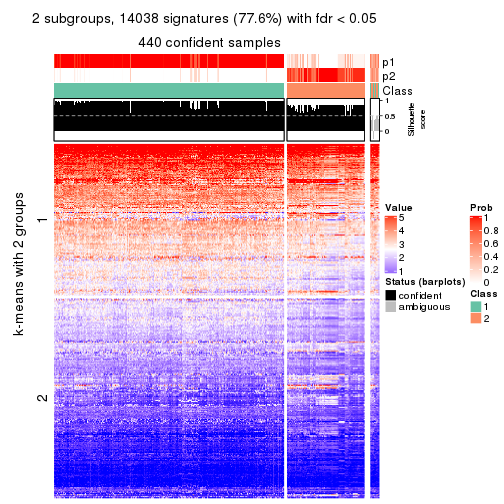 2 subgroups, 14038 signatures (77.6%) with fdr < 0.05
440 confident samples
p1
p2
Class
1
0.5
0
Silhouette
score
k-means with 2 groups
1
2
Value
5
4
3
2
1
Prob
1
0.8
0.6
0.4
0.2
0
Status (barplots)
confident
ambiguous
Class
1
2